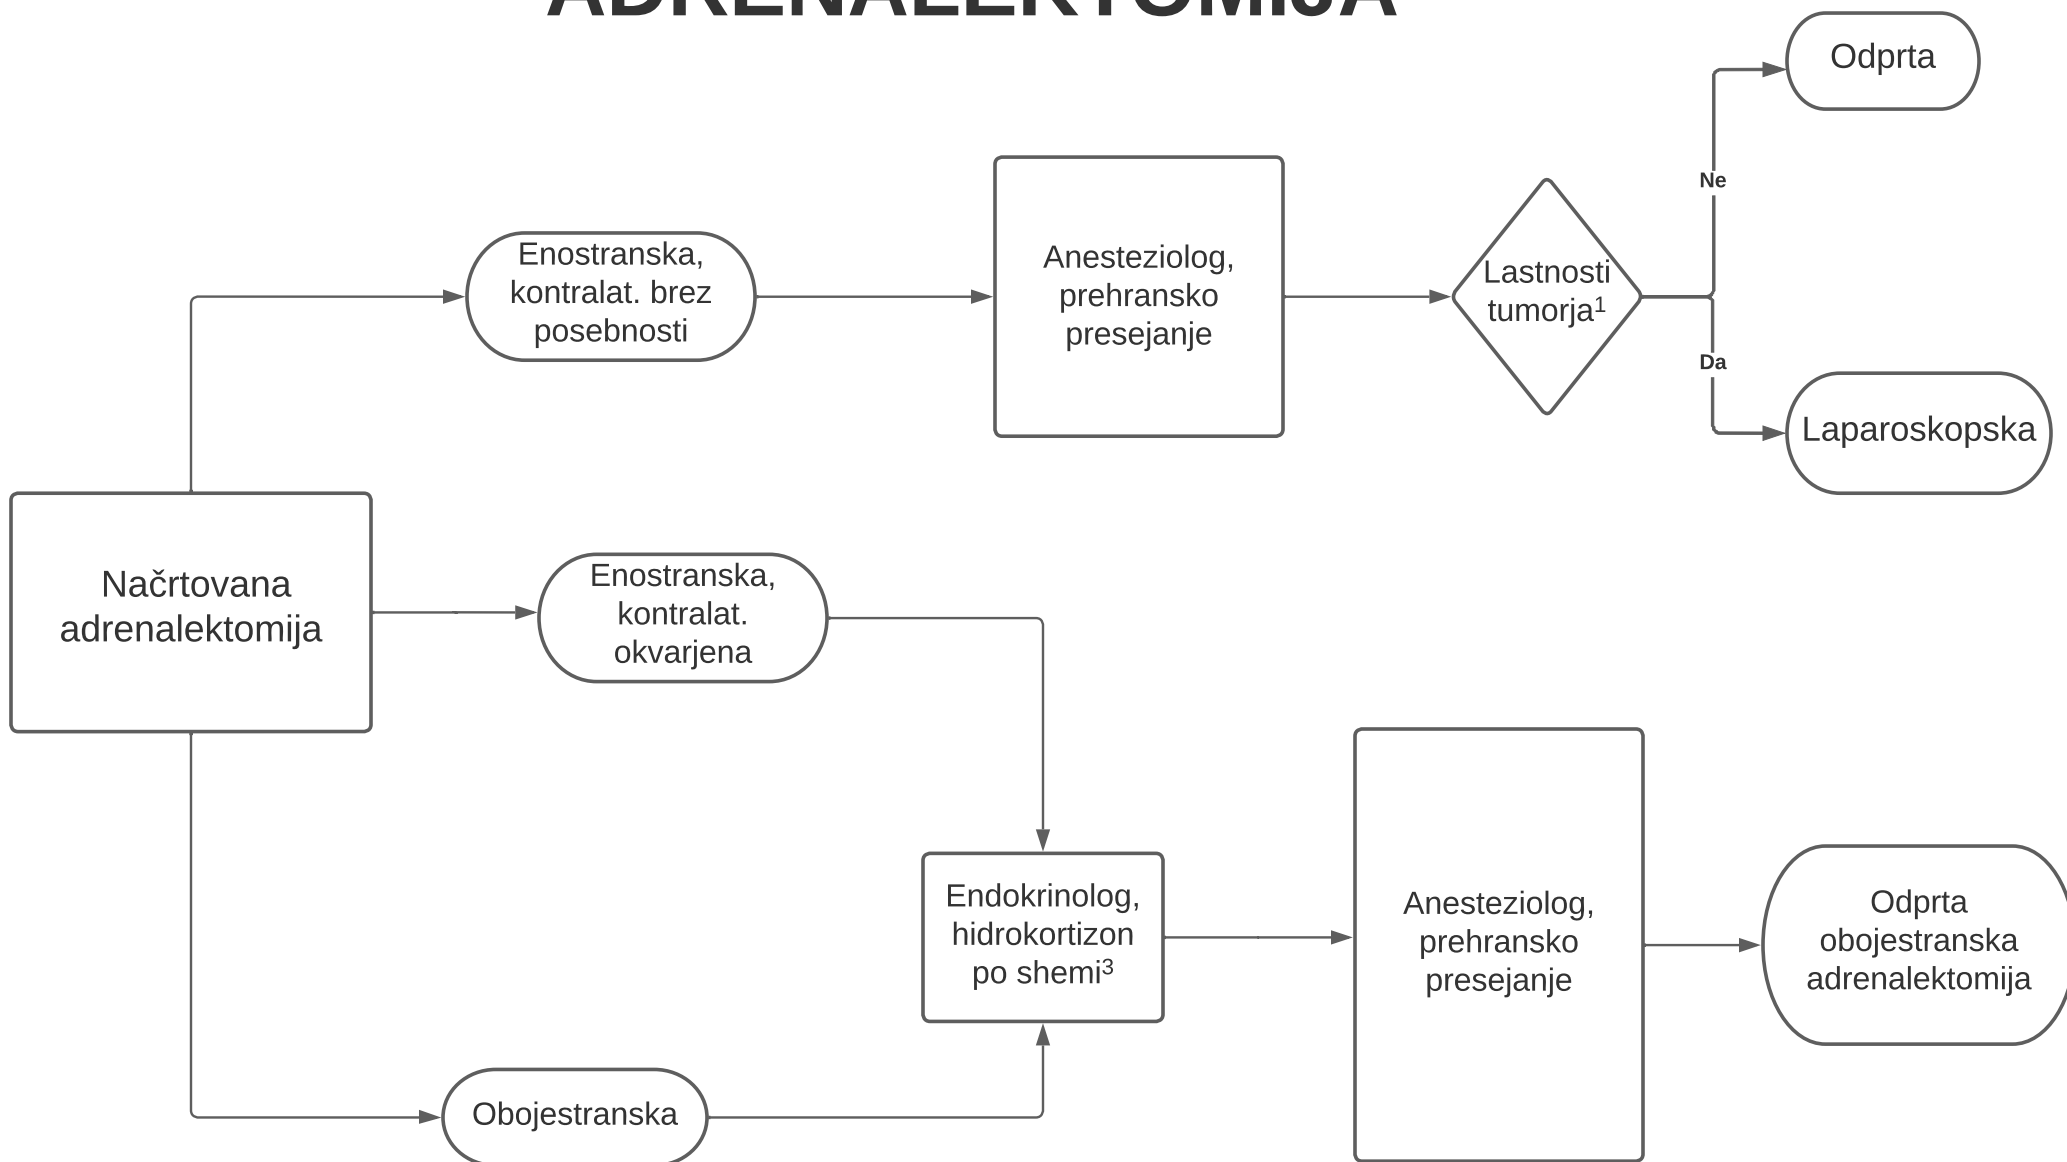 ADRENALEKTOMIJA
Odprta
Ne
Enostranska,
kontralat. brez
posebnosti
Anesteziolog,
prehransko
presejanje
Lastnosti
tumorja¹
Da
Laparoskopska
Načrtovana
adrenalektomija
Enostranska,
kontralat.
okvarjena
Endokrinolog,
hidrokortizon
po shemi³
Anesteziolog,
prehransko
presejanje
Odprta
obojestranska
adrenalektomija
Obojestranska